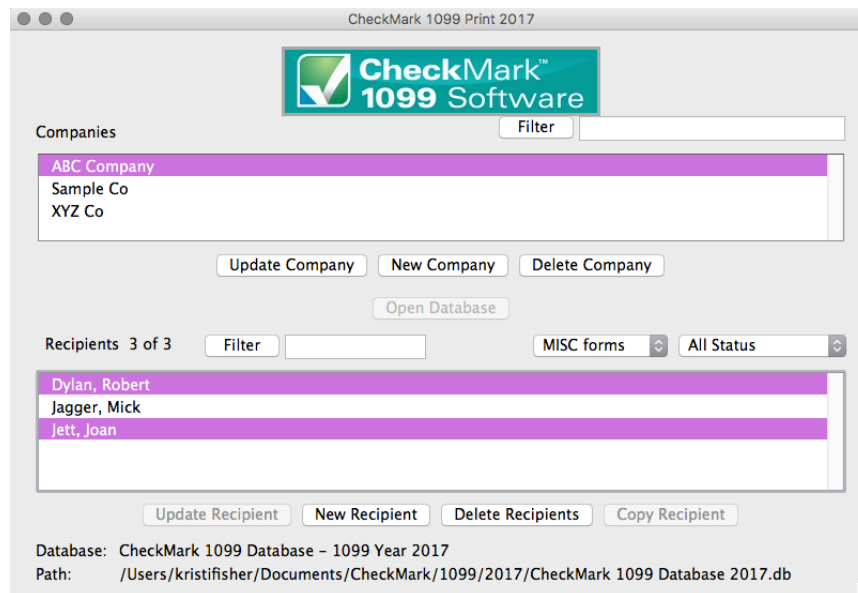 CheckMark 1099 Print 2017
CheckMark™
1099 Software
Companies Filter
ABC Company
Sample Co
XYZ Co
Update Company New Company Delete Company
Open Database
Recipients 3 of 3 Filter MISC forms All Status
Dylan, Robert
Jagger, Mick
Jett, Joan
Update Recipient New Recipient Delete Recipients Copy Recipient
Database: CheckMark 1099 Database – 1099 Year 2017
Path: /Users/kristifisher/Documents/CheckMark/1099/2017/CheckMark 1099 Database 2017.db